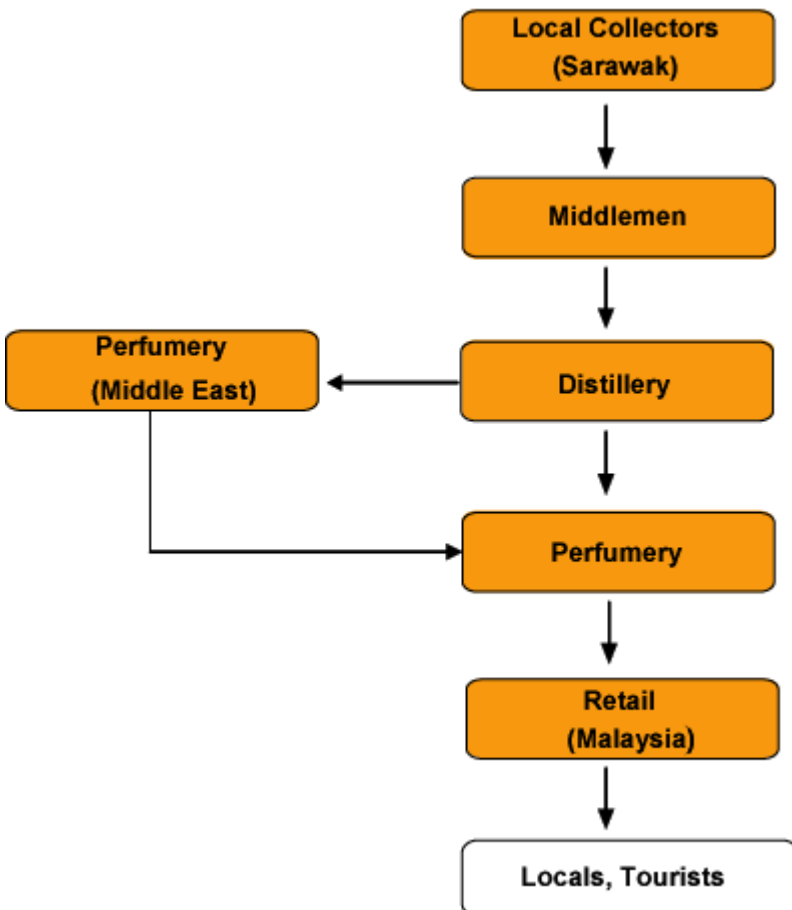 Local Collectors
(Sarawak)
Middlemen
Perfumery
(Middle East)
Distillery
Perfumery
Retail
(Malaysia)
Locals, Tourists